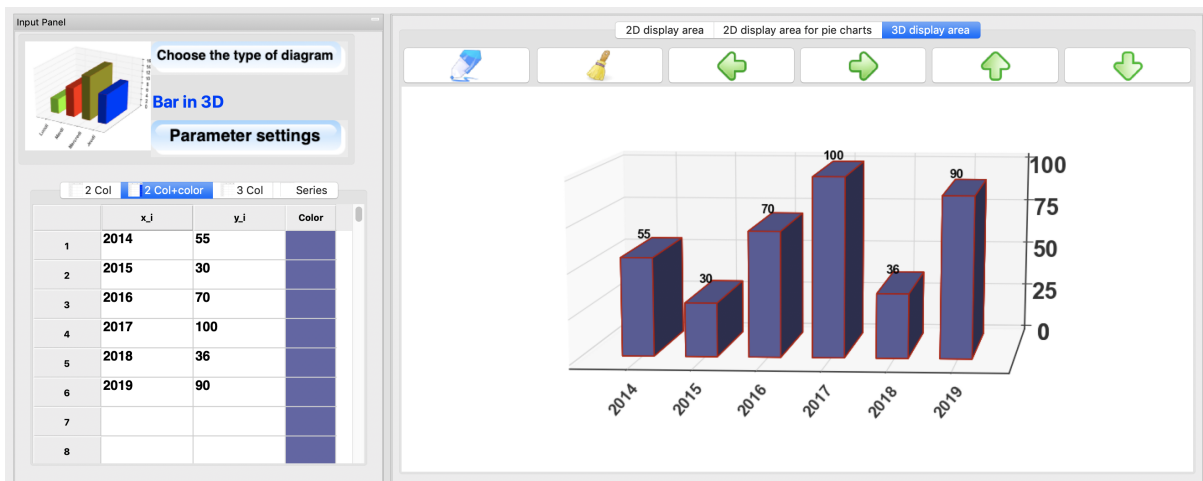 Input Panel
Choose the type of diagram
Bar in 3D
Parameter settings
2 Col 2 Col+color 3 Col Series
x_i y_i Color
1 2014 55
2 2015 30
3 2016 70
4 2017 100
5 2018 36
6 2019 90
7
8
2D display area 2D display area for pie charts 3D display area
100
90
70
55
36
30
100
75
50
25
0
2014 2015 2016 2017 2018 2019